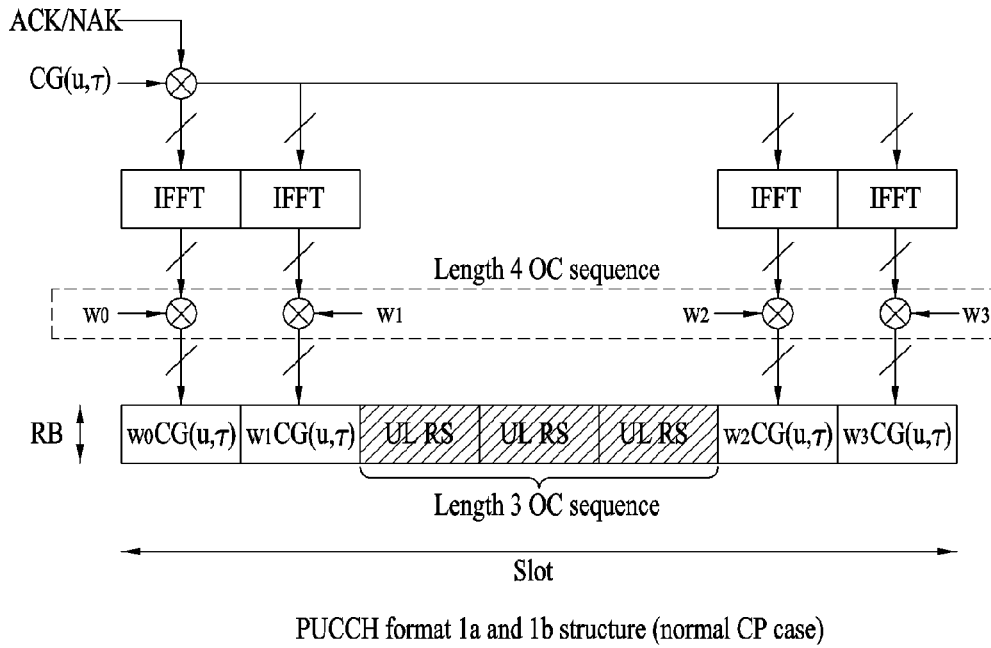 ACK/NAK
CG(u,τ)
IFFT IFFT IFFT IFFT
Length 4 OC sequence
w0 w1 w2 w3
RB
w0CG(u,τ) w1CG(u,τ) UL RS UL RS UL RS w2CG(u,τ) w3CG(u,τ)
Length 3 OC sequence
Slot
PUCCH format 1a and 1b structure (normal CP case)